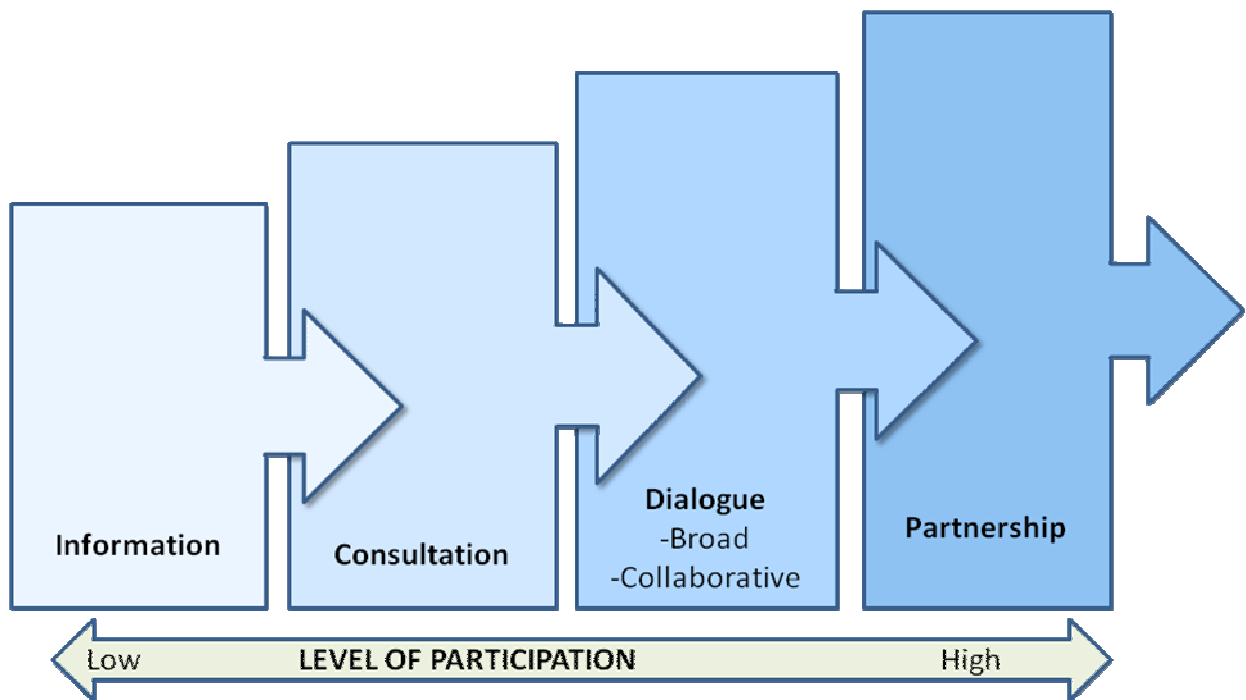 Information
Consultation
Dialogue
-Broad
-Collaborative
Partnership
Low LEVEL OF PARTICIPATION High